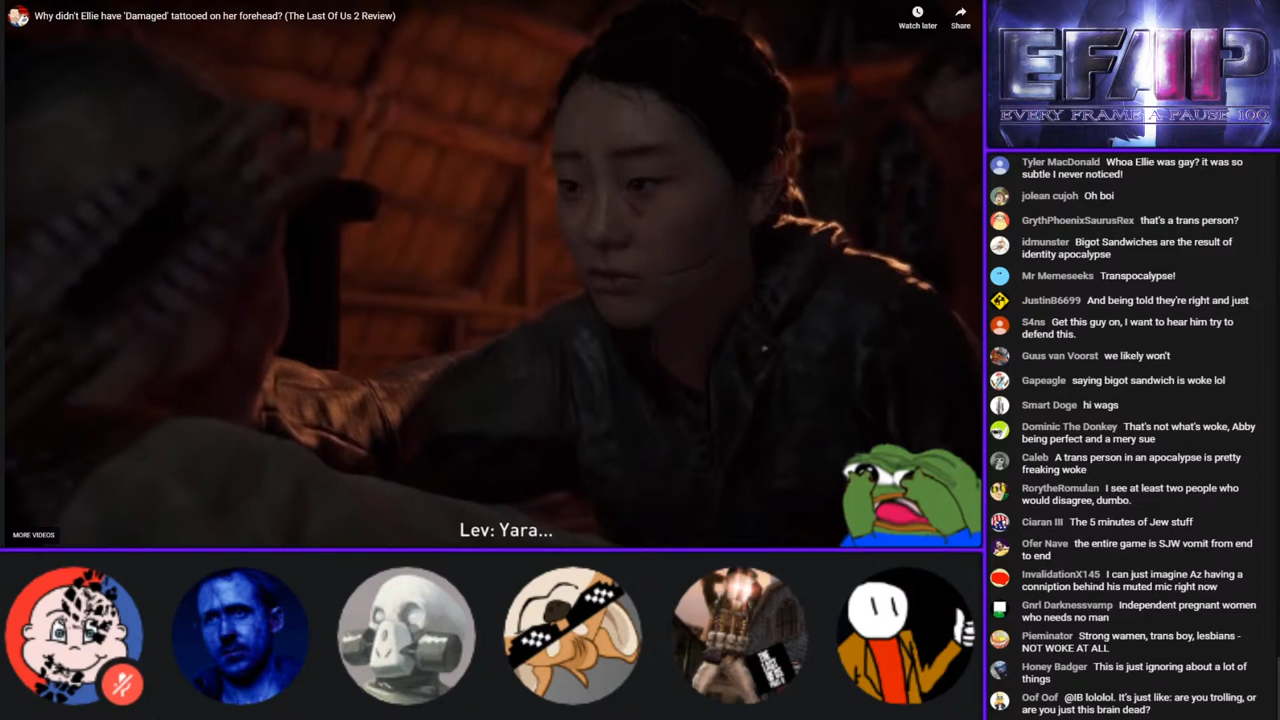 Why didn't Ellie have 'Damaged' tattooed on her forehead? (The Last Of Us 2 Review)
Watch later
Share
Lev: Yara...
MORE VIDEOS
EFAP
EVERY FRAME A PAUSE 100
Tyler MacDonald Whoa Ellie was gay? it was so
subtle I never noticed!
jolean cujoh Oh boi
GrythPhoenixSaurusRex that's a trans person?
idmunster Bigot Sandwiches are the result of
identity apocalypse
Mr Memeseeks Transpocalypse!
JustinB6699 And being told they're right and just
S4ns Get this guy on, I want to hear him try to
defend this.
Guus van Voorst we likely won't
Gapeagle saying bigot sandwich is woke lol
Smart Doge hi wags
Dominic The Donkey That's not what's woke, Abby
being perfect and a mery sue
Caleb A trans person in an apocalypse is pretty
freaking woke
RorytheRomulan I see at least two people who
would disagree, dumbo.
Ciaran III The 5 minutes of Jew stuff
Ofer Nave the entire game is SJW vomit from end
to end
InvalidationX145 I can just imagine Az having a
conniption behind his muted mic right now
Gnrl Darknessvamp Independent pregnant women
who needs no man
Pieminator Strong wamen, trans boy, lesbians -
NOT WOKE AT ALL
Honey Badger This is just ignoring about a lot of
things
Oof Oof @IB lololol. It's just like: are you trolling, or
are you just this brain dead?